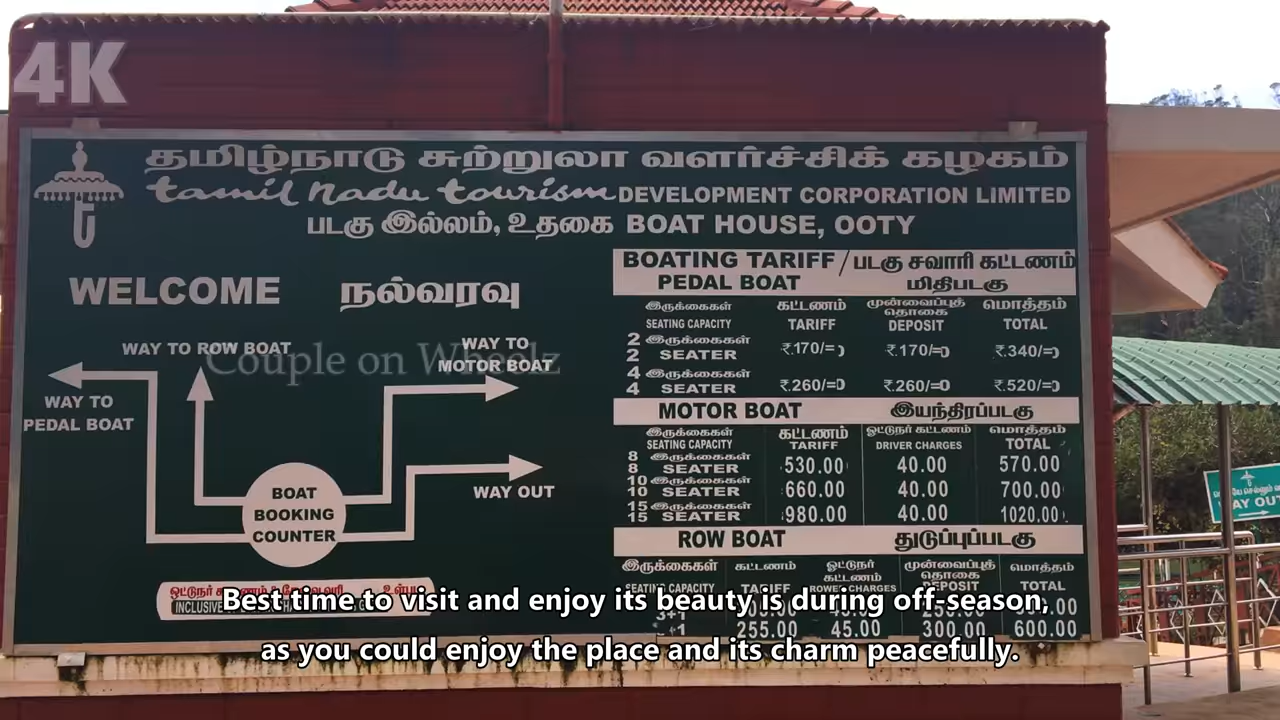 4K
தமிழ்நாடு சுற்றுலா வளர்ச்சிக் கழகம்
tamil nadu tourism DEVELOPMENT CORPORATION LIMITED
படகு இல்லம், உதகை BOAT HOUSE, OOTY
WELCOME நல்வரவு
WAY TO ROW BOAT
WAY TO
MOTOR BOAT
Couple on Wheelz
WAY TO
PEDAL BOAT
WAY OUT
BOAT
BOOKING
COUNTER
BOATING TARIFF / படகு சவாரி கட்டணம்
PEDAL BOAT மிதிபடகு
இருக்கைகள் கட்டணம் முன்வைப்புத் தொகை மொத்தம்
SEATING CAPACITY TARIFF DEPOSIT TOTAL
2 இருக்கைகள்
2 SEATER ₹.170/= ₹.170/= ₹.340/=
4 இருக்கைகள்
4 SEATER ₹.260/= ₹.260/= ₹.520/=
MOTOR BOAT இயந்திரப்படகு
இருக்கைகள் கட்டணம் ஓட்டுநர் கட்டணம் மொத்தம்
SEATING CAPACITY TARIFF DRIVER CHARGES TOTAL
8 இருக்கைகள்
8 SEATER 530.00 40.00 570.00
10 இருக்கைகள்
10 SEATER 660.00 40.00 700.00
15 இருக்கைகள்
15 SEATER 980.00 40.00 1020.00
ROW BOAT துடுப்புப்படகு
இருக்கைகள் கட்டணம் ஓட்டுநர் கட்டணம் முன்வைப்புத் தொகை மொத்தம்
SEATING CAPACITY TARIFF ROWER CHARGES DEPOSIT TOTAL
255.00 45.00 300.00 600.00
ஓட்டுநர்
INCLUSIVE
WAY OUT
Best time to visit and enjoy its beauty is during off-season,
as you could enjoy the place and its charm peacefully.